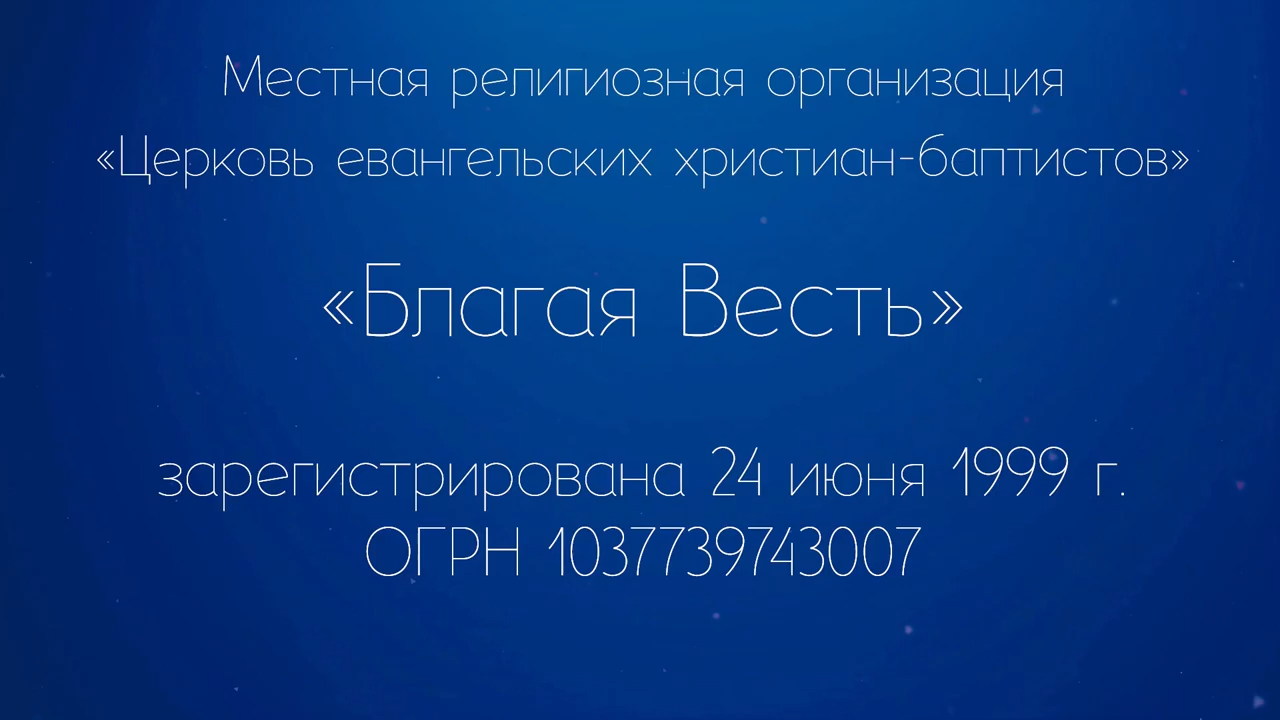 Местная религиозная организация
«Церковь евангельских христиан-баптистов»
«Благая Весть»
зарегистрирована 24 июня 1999 г.
ОГРН 1037739743007